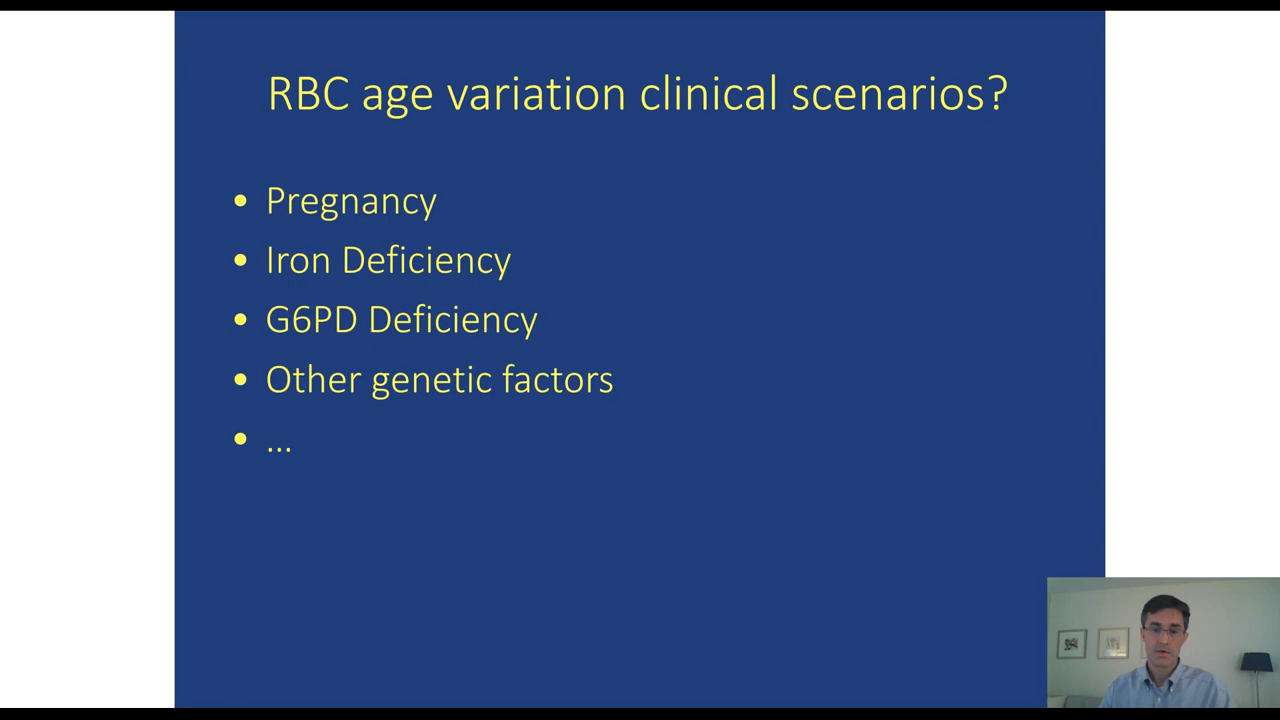 RBC age variation clinical scenarios?
• Pregnancy
• Iron Deficiency
• G6PD Deficiency
• Other genetic factors
• ...